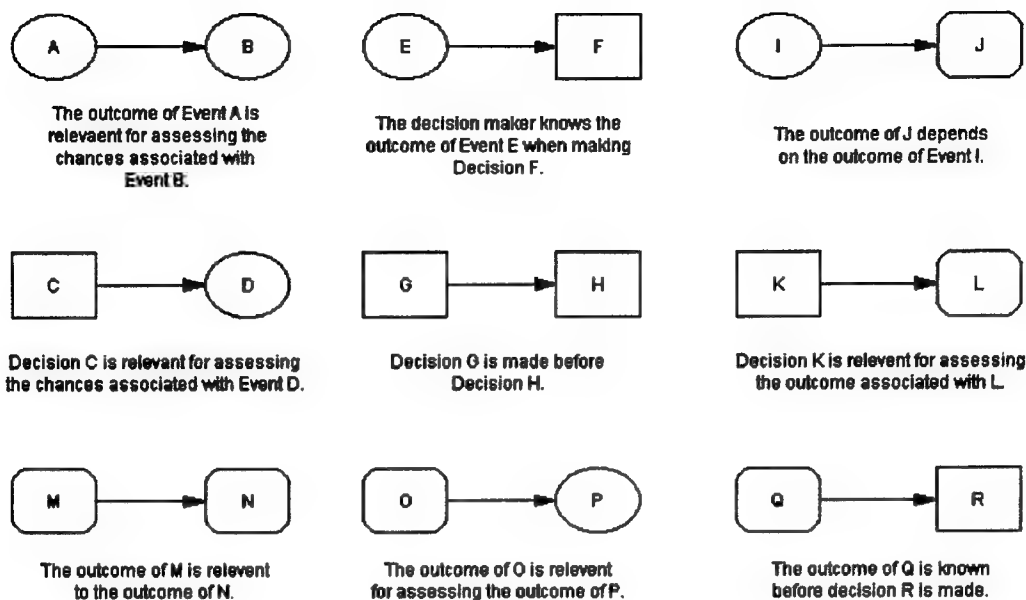 A
B
E
F
I
J
The outcome of Event A is
relevaent for assessing the
chances associated with
Event B.
The decision maker knows the
outcome of Event E when making
Decision F.
The outcome of J depends
on the outcome of Event I.
C
D
G
H
K
L
Decision C is relevant for assessing
the chances associated with Event D.
Decision G is made before
Decision H.
Decision K is relevent for assessing
the outcome associated with L.
M
N
O
P
Q
R
The outcome of M is relevent
to the outcome of N.
The outcome of O is relevent
for assessing the outcome of P.
The outcome of Q is known
before decision R is made.